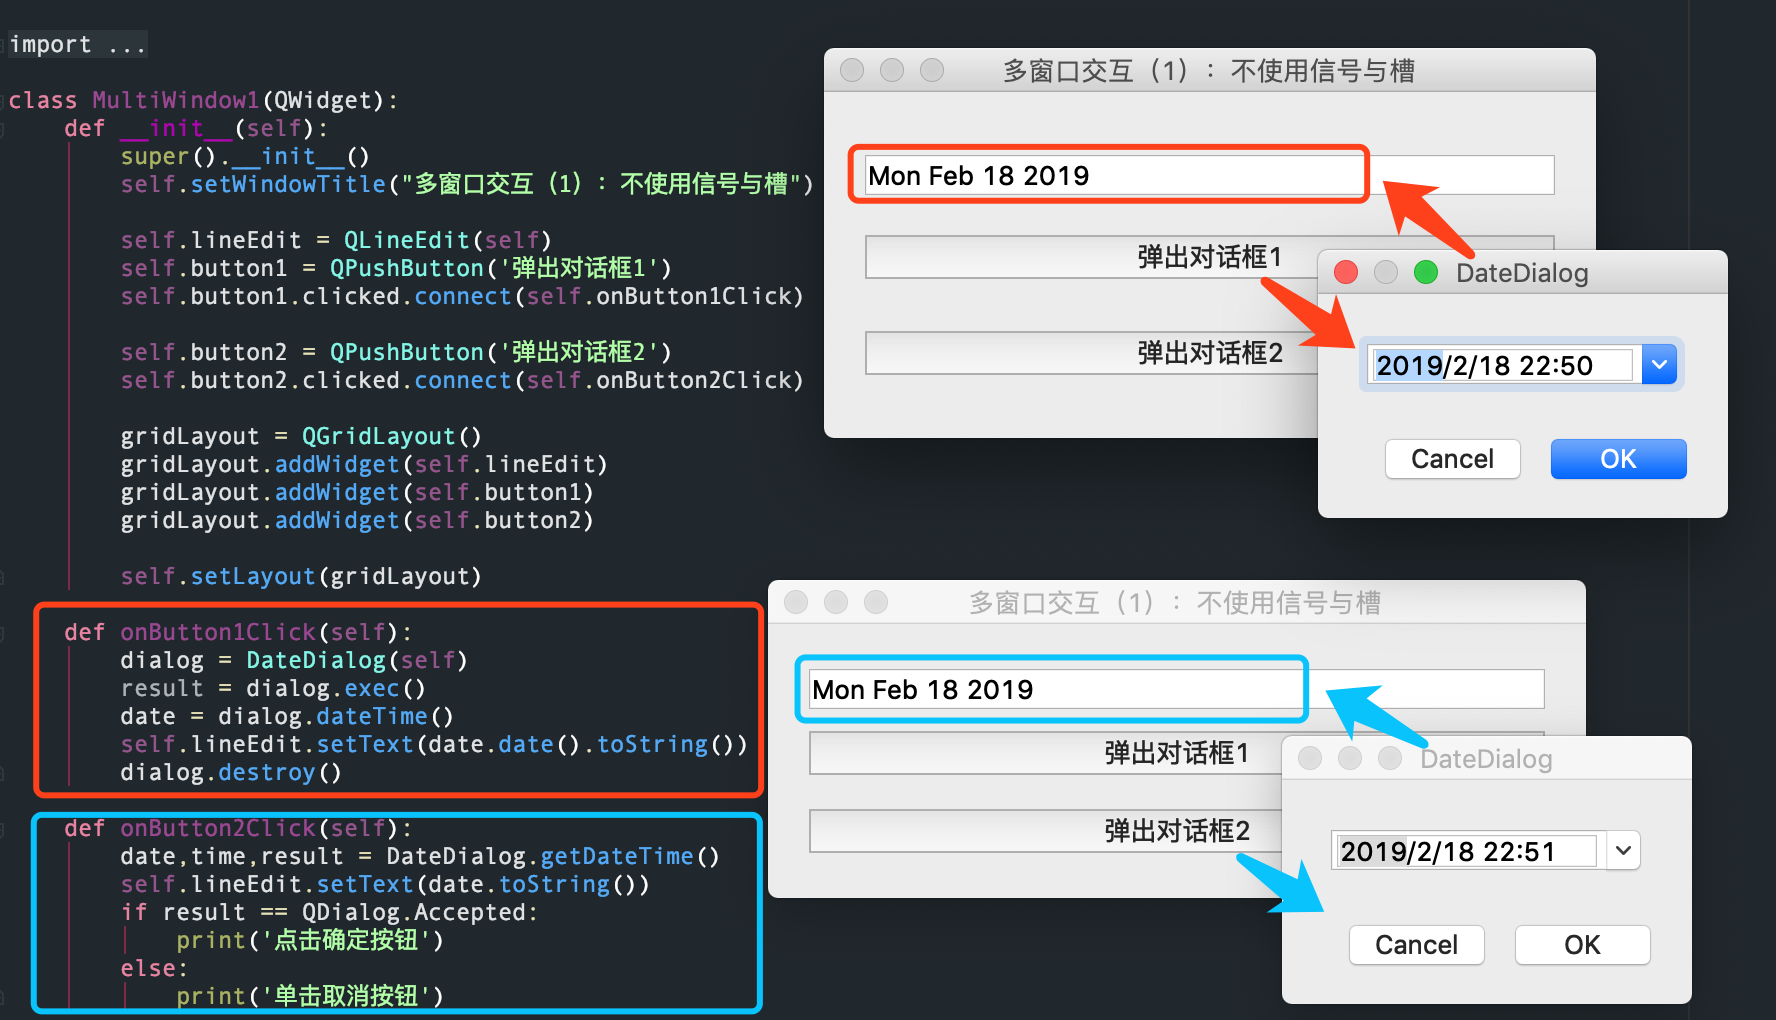 import ...
class MultiWindow1(QWidget):
def __init__(self):
super().__init__()
self.setWindowTitle("多窗口交互（1）：不使用信号与槽")
self.lineEdit = QLineEdit(self)
self.button1 = QPushButton('弹出对话框1')
self.button1.clicked.connect(self.onButton1Click)
self.button2 = QPushButton('弹出对话框2')
self.button2.clicked.connect(self.onButton2Click)
gridLayout = QGridLayout()
gridLayout.addWidget(self.lineEdit)
gridLayout.addWidget(self.button1)
gridLayout.addWidget(self.button2)
self.setLayout(gridLayout)
def onButton1Click(self):
dialog = DateDialog(self)
result = dialog.exec()
date = dialog.dateTime()
self.lineEdit.setText(date.date().toString())
dialog.destroy()
def onButton2Click(self):
date,time,result = DateDialog.getDateTime()
self.lineEdit.setText(date.toString())
if result == QDialog.Accepted:
print('点击确定按钮')
else:
print('单击取消按钮')
多窗口交互（1）：不使用信号与槽
Mon Feb 18 2019
弹出对话框1
弹出对话框2
DateDialog
2019/2/18 22:50
Cancel
OK
多窗口交互（1）：不使用信号与槽
Mon Feb 18 2019
弹出对话框1
弹出对话框2
DateDialog
2019/2/18 22:51
Cancel
OK